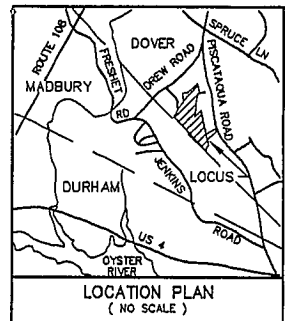 ROUTE 108
FRESHET
RD
DOVER
SPRUCE LN
DREW ROAD
PISCATAQUA ROAD
MADBURY
DURHAM
JENKINS
ROAD
LOCUS
US 4
OYSTER
RIVER
LOCATION PLAN
( NO SCALE )